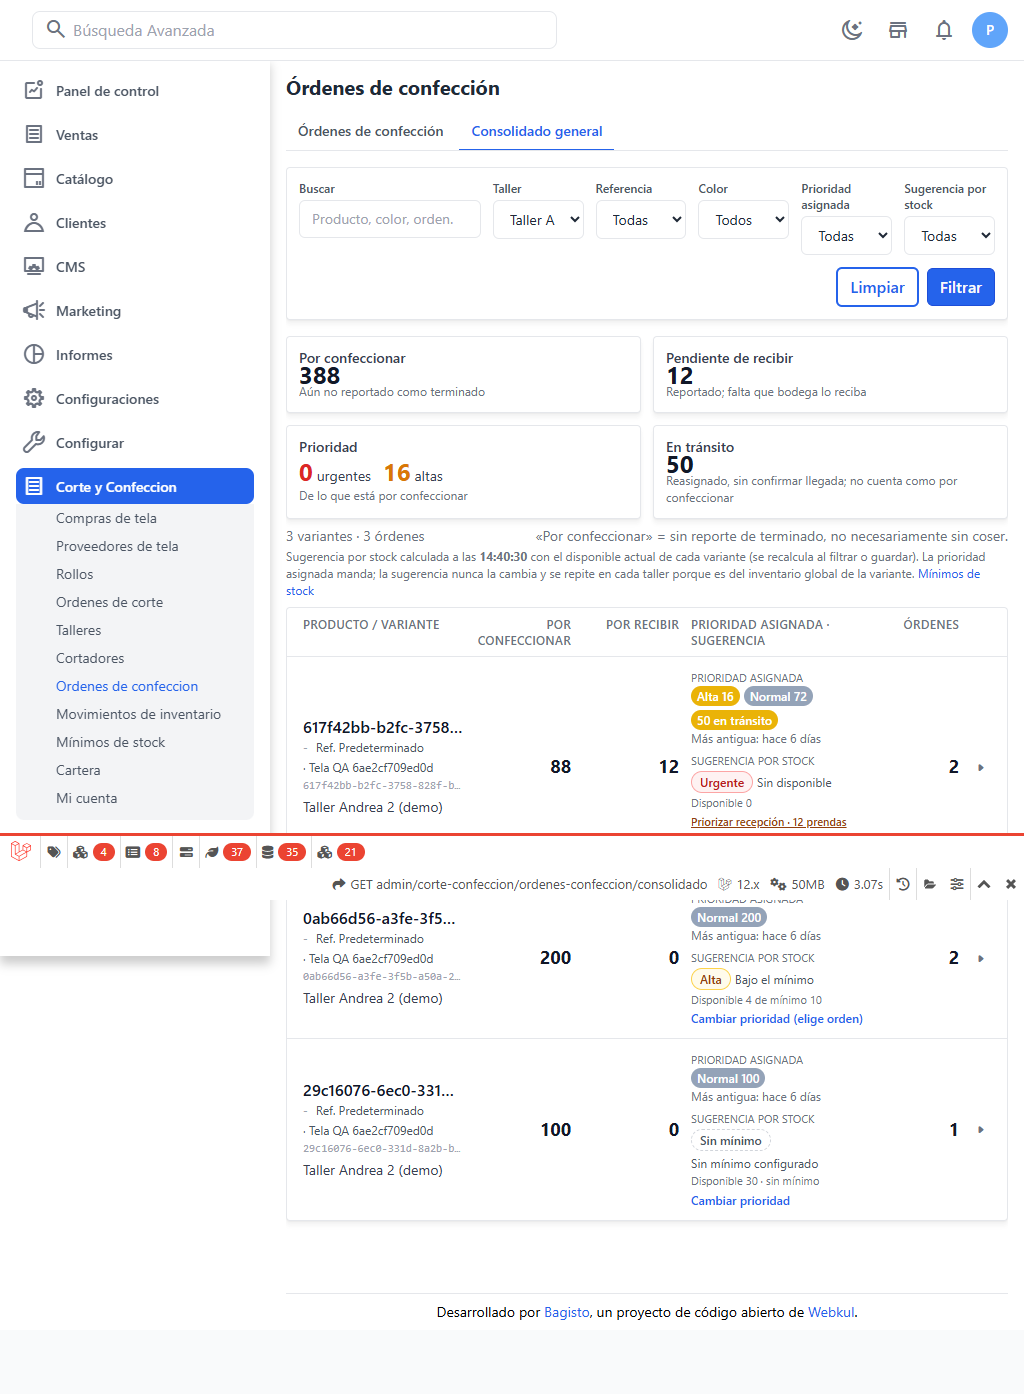 Búsqueda Avanzada
P
Panel de control
Ventas
Catálogo
Clientes
CMS
Marketing
Informes
Configuraciones
Configurar
Corte y Confeccion
Compras de tela
Proveedores de tela
Rollos
Ordenes de corte
Talleres
Cortadores
Ordenes de confeccion
Movimientos de inventario
Mínimos de stock
Cartera
Mi cuenta
Órdenes de confección
Órdenes de confección
Consolidado general
Buscar
Producto, color, orden.
Taller
Taller A
Referencia
Todas
Color
Todos
Prioridad asignada
Todas
Sugerencia por stock
Todas
Limpiar
Filtrar
Por confeccionar
388
Aún no reportado como terminado
Pendiente de recibir
12
Reportado; falta que bodega lo reciba
Prioridad
0 urgentes 16 altas
De lo que está por confeccionar
En tránsito
50
Reasignado, sin confirmar llegada; no cuenta como por confeccionar
3 variantes · 3 órdenes
«Por confeccionar» = sin reporte de terminado, no necesariamente sin coser.
Sugerencia por stock calculada a las 14:40:30 con el disponible actual de cada variante (se recalcula al filtrar o guardar). La prioridad
asignada manda; la sugerencia nunca la cambia y se repite en cada taller porque es del inventario global de la variante. Mínimos de
stock
PRODUCTO / VARIANTE
POR CONFECCIONAR
POR RECIBIR
PRIORIDAD ASIGNADA · SUGERENCIA
ÓRDENES
617f42bb-b2fc-3758...
- Ref. Predeterminado
· Tela QA 6ae2cf709ed0d
617f42bb-b2fc-3758-828f-b…
Taller Andrea 2 (demo)
88
12
PRIORIDAD ASIGNADA
Alta 16 Normal 72
50 en tránsito
Más antigua: hace 6 días
SUGERENCIA POR STOCK
Urgente Sin disponible
Disponible 0
Priorizar recepción · 12 prendas
2
4
8
37
35
21
GET admin/corte-confeccion/ordenes-confeccion/consolidado
12.x
50MB
3.07s
0ab66d56-a3fe-3f5...
- Ref. Predeterminado
· Tela QA 6ae2cf709ed0d
0ab66d56-a3fe-3f5b-a50a-2…
Taller Andrea 2 (demo)
200
0
PRIORIDAD ASIGNADA
Normal 200
Más antigua: hace 6 días
SUGERENCIA POR STOCK
Alta Bajo el mínimo
Disponible 4 de mínimo 10
Cambiar prioridad (elige orden)
2
29c16076-6ec0-331...
- Ref. Predeterminado
· Tela QA 6ae2cf709ed0d
29c16076-6ec0-331d-8a2b-b…
Taller Andrea 2 (demo)
100
0
PRIORIDAD ASIGNADA
Normal 100
Más antigua: hace 6 días
SUGERENCIA POR STOCK
Sin mínimo
Sin mínimo configurado
Disponible 30 · sin mínimo
Cambiar prioridad
1
Desarrollado por Bagisto, un proyecto de código abierto de Webkul.